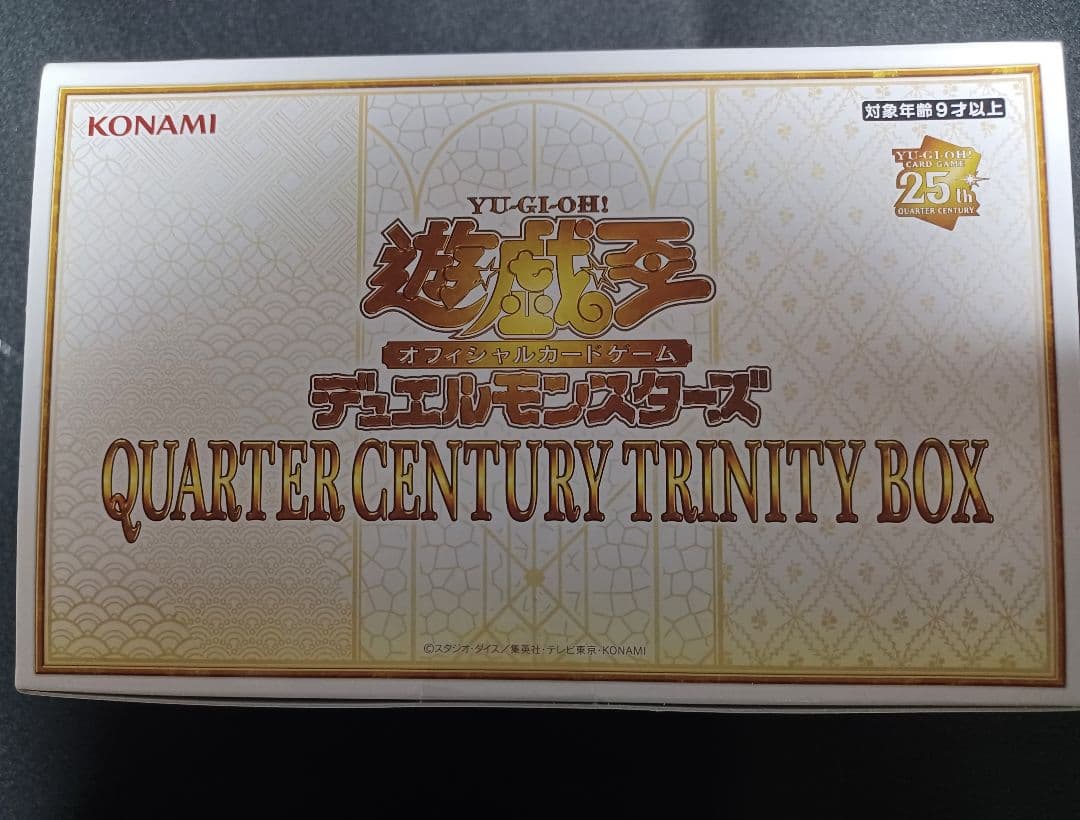 KONAMI
対象年齢9才以上
YU-GI-OH!
CARD GAME
25th
QUARTER CENTURY
YU-GI-OH!
遊戯王
オフィシャルカードゲーム
デュエルモンスターズ
QUARTER CENTURY TRINITY BOX
©スタジオ・ダイス／集英社・テレビ東京・KONAMI